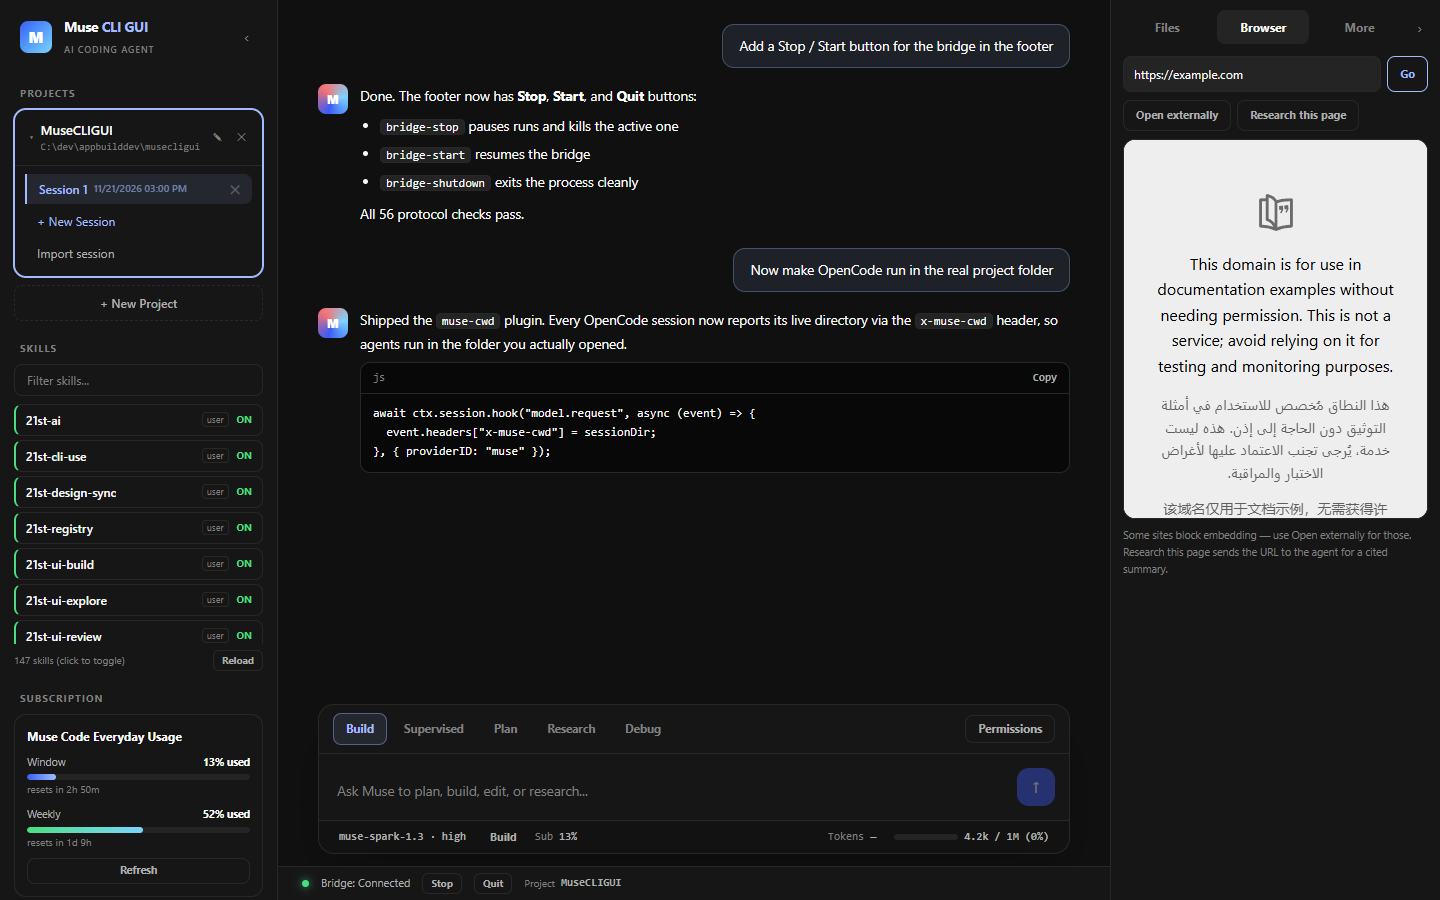 M
Muse CLI GUI
AI CODING AGENT
PROJECTS
MuseCLIGUI
C:\dev\appbuilddev\musecligui
Session 1 11/21/2026 03:00 PM
+ New Session
Import session
+ New Project
SKILLS
Filter skills...
21st-ai user ON
21st-cli-use user ON
21st-design-sync user ON
21st-registry user ON
21st-ui-build user ON
21st-ui-explore user ON
21st-ui-review user ON
147 skills (click to toggle) Reload
SUBSCRIPTION
Muse Code Everyday Usage
Window 13% used
resets in 2h 50m
Weekly 52% used
resets in 1d 9h
Refresh
Add a Stop / Start button for the bridge in the footer
M
Done. The footer now has Stop, Start, and Quit buttons:
• bridge-stop pauses runs and kills the active one
• bridge-start resumes the bridge
• bridge-shutdown exits the process cleanly
All 56 protocol checks pass.
Now make OpenCode run in the real project folder
M
Shipped the muse-cwd plugin. Every OpenCode session now reports its live directory via the x-muse-cwd header, so
agents run in the folder you actually opened.
js Copy
await ctx.session.hook("model.request", async (event) => {
event.headers["x-muse-cwd"] = sessionDir;
}, { providerID: "muse" });
Build Supervised Plan Research Debug Permissions
Ask Muse to plan, build, edit, or research...
muse-spark-1.3 · high Build Sub 13% Tokens — 4.2k / 1M (0%)
Bridge: Connected Stop Quit Project MuseCLIGUI
Files Browser More
https://example.com Go
Open externally Research this page
This domain is for use in
documentation examples without
needing permission. This is not a
service; avoid relying on it for
testing and monitoring purposes.
هذا النطاق مُخصص للاستخدام في أمثلة
التوثيق دون الحاجة إلى إذن. هذه ليست
خدمة، يُرجى تجنب الاعتماد عليها لأغراض
الاختبار والمراقبة.
该域名仅用于文档示例，无需获得许
Some sites block embedding — use Open externally for those.
Research this page sends the URL to the agent for a cited
summary.